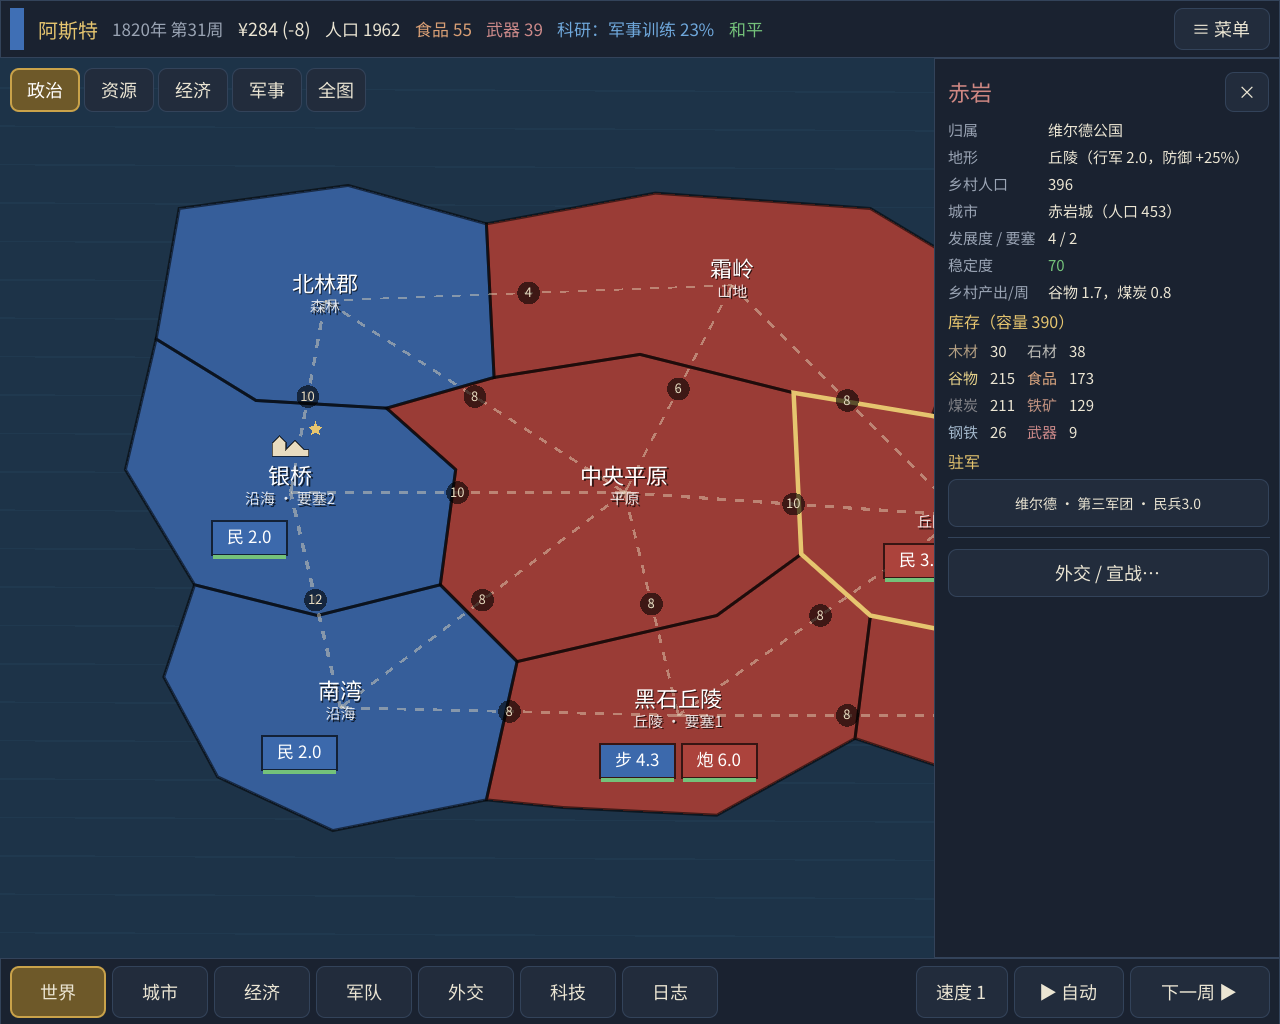 阿斯特 1820年 第31周 ¥284 (-8) 人口 1962 食品 55 武器 39 科研：军事训练 23% 和平
≡ 菜单
政治 资源 经济 军事 全图
赤岩
×
归属 维尔德公国
地形 丘陵（行军 2.0，防御 +25%）
乡村人口 396
城市 赤岩城（人口 453）
发展度 / 要塞 4 / 2
稳定度 70
乡村产出/周 谷物 1.7，煤炭 0.8
库存（容量 390）
木材 30 石材 38
谷物 215 食品 173
煤炭 211 铁矿 129
钢铁 26 武器 9
驻军
维尔德 · 第三军团 · 民兵3.0
外交 / 宣战…
北林郡
森林
4
霜岭
山地
10
8
6
8
银桥
沿海 · 要塞2
民 2.0
10
中央平原
平原
10
民 3.
12
8
8
8
南湾
沿海
民 2.0
8
黑石丘陵
丘陵 · 要塞1
步 4.3
炮 6.0
8
世界 城市 经济 军队 外交 科技 日志
速度 1 ▶ 自动 下一周 ▶